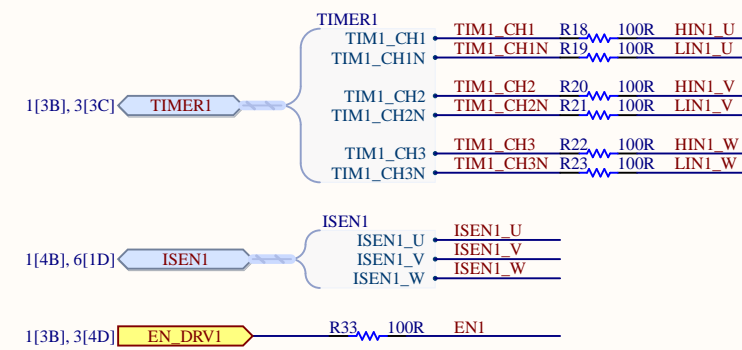 TIMER1
TIM1_CH1 TIM1_CH1 R18 100R HIN1_U
TIM1_CH1N TIM1_CH1N R19 100R LIN1_U
TIM1_CH2 TIM1_CH2 R20 100R HIN1_V
1[3B], 3[3C] TIMER1
TIM1_CH2N TIM1_CH2N R21 100R LIN1_V
TIM1_CH3 TIM1_CH3 R22 100R HIN1_W
TIM1_CH3N TIM1_CH3N R23 100R LIN1_W
ISEN1
ISEN1_U ISEN1_U
1[4B], 6[1D] ISEN1 ISEN1_V ISEN1_V
ISEN1_W ISEN1_W
1[3B], 3[4D] EN_DRV1 R33 100R EN1